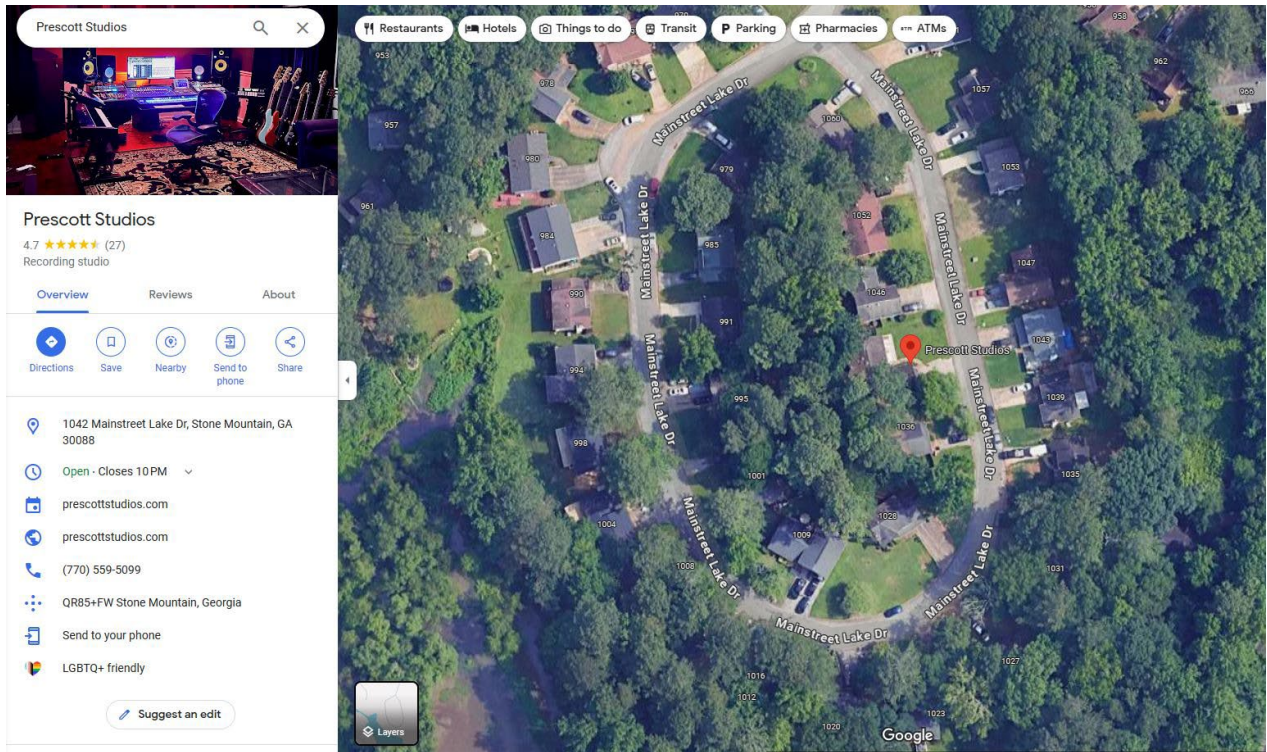 Prescott Studios
Restaurants
Hotels
Things to do
Transit
Parking
Pharmacies
ATMs
Prescott Studios
4.7 (27)
Recording studio
Overview
Reviews
About
Directions
Save
Nearby
Send to
phone
Share
1042 Mainstreet Lake Dr, Stone Mountain, GA
30088
Open · Closes 10 PM
prescottstudios.com
prescottstudios.com
(770) 559-5099
QR85+FW Stone Mountain, Georgia
Send to your phone
LGBTQ+ friendly
Suggest an edit
970
958
953
962
978
1057
966
Mainstreet Lake Dr
Mainstreet Lake Dr
957
1060
980
1053
979
961
Mainstreet Lake Dr
1052
984
985
Mainstreet Lake Dr
1047
990
1046
991
1043
Prescott Studios
994
Mainstreet Lake Dr
995
Mainstreet Lake Dr
1039
1036
998
1035
1001
1004
1028
1009
Mainstreet Lake Dr
1008
Mainstreet Lake Dr
1031
Mainstreet Lake Dr
1027
1016
1012
1023
1020
Layers
Google